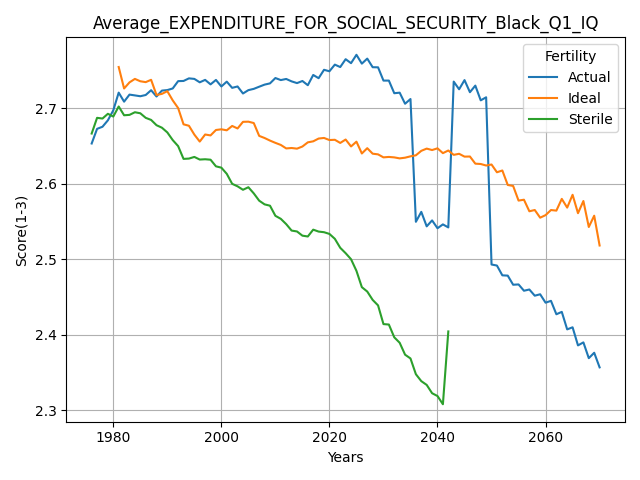 Average_EXPENDITURE_FOR_SOCIAL_SECURITY_Black_Q1_IQ
Fertility
Actual
Ideal
Sterile
Score(1-3)
2.7
2.6
2.5
2.4
2.3
1980 2000 2020 2040 2060
Years